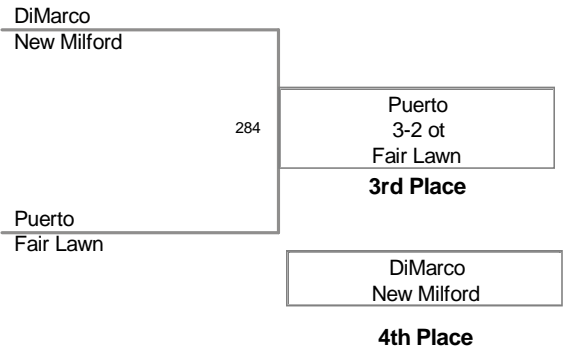 DiMarco
New Milford
284
Puerto
3-2 ot
Fair Lawn
3rd Place
Puerto
Fair Lawn
DiMarco
New Milford
4th Place